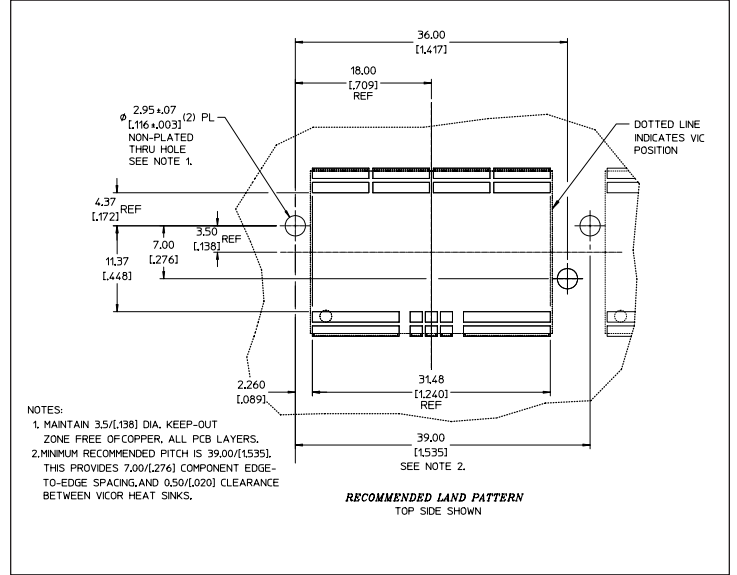 36.00
[1.417]
18.00
[.709]
REF
ø 2.95±.07
[.116±.003] (2) PL
NON-PLATED
THRU HOLE
SEE NOTE 1.
DOTTED LINE
INDICATES VIC
POSITION
4.37
[.172] REF
3.50
[.138] REF
7.00
[.276]
11.37
[.448]
2.260
[.089]
31.48
[1.240]
REF
39.00
[1.535]
SEE NOTE 2.
NOTES:
1. MAINTAIN 3.5/[.138] DIA. KEEP-OUT
ZONE FREE OF COPPER, ALL PCB LAYERS.
2.MINIMUM RECOMMENDED PITCH IS 39.00/[1.535],
THIS PROVIDES 7.00/[.276] COMPONENT EDGE-
TO-EDGE SPACING, AND 0.50/[.020] CLEARANCE
BETWEEN VICOR HEAT SINKS.
RECOMMENDED LAND PATTERN
TOP SIDE SHOWN